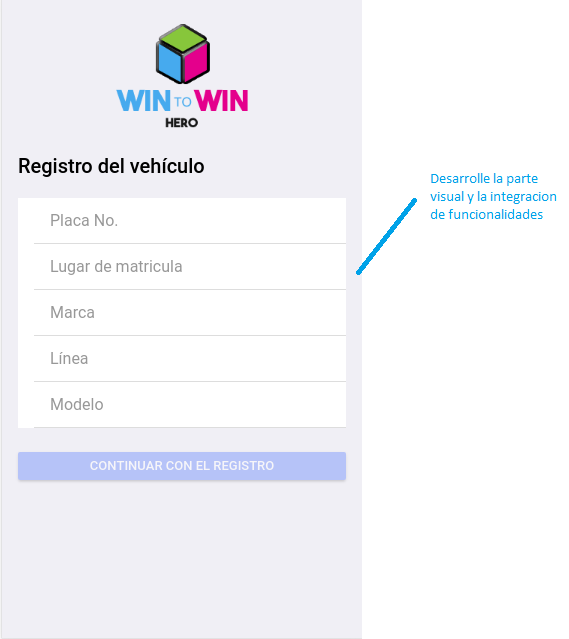 WIN TO WIN
HERO
Registro del vehículo
Placa No.
Lugar de matricula
Marca
Línea
Modelo
CONTINUAR CON EL REGISTRO
Desarrolle la parte
visual y la integracion
de funcionalidades